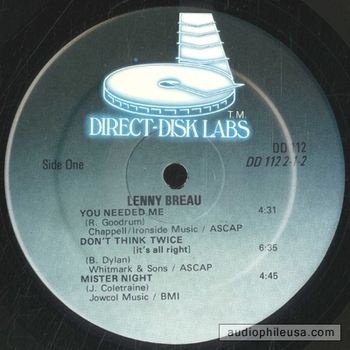 T.M.
DIRECT-DISK LABS
DD 112
Side One
DD 112 2-1-2
LENNY BREAU
YOU NEEDED ME 4:31
(R. Goodrum)
Chappell/Ironside Music / ASCAP
DON'T THINK TWICE 6:35
[it's all right]
(B. Dylan)
Whitmark & Sons / ASCAP
MISTER NIGHT 4:45
(J. Coletraine)
Jowcol Music / BMI
audiophileusa.com